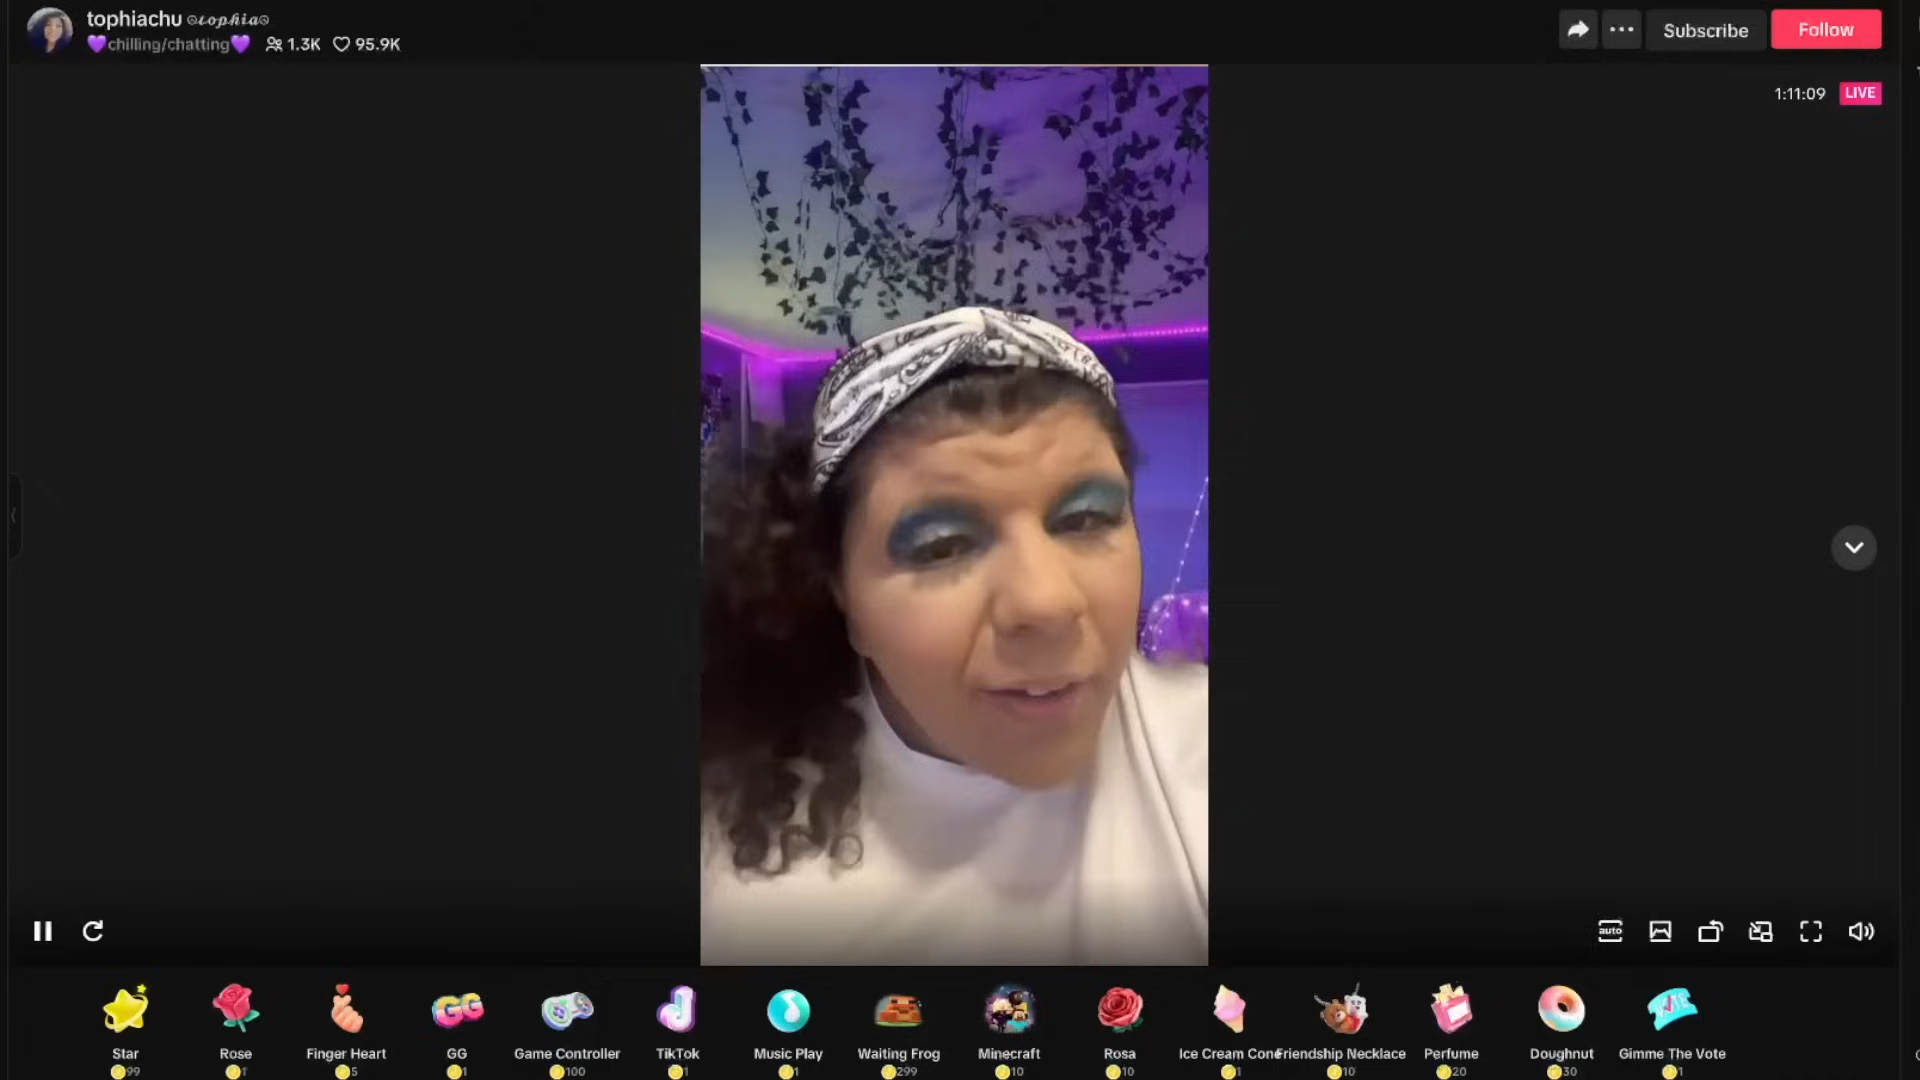 tophiachu ☺𝓽𝓸𝓹𝓱𝓲𝓪☺
💜chilling/chatting💜 1.3K 95.9K
Subscribe
Follow
1:11:09 LIVE
auto
Star
Rose
Finger Heart
GG
Game Controller
TikTok
Music Play
Waiting Frog
Minecraft
Rosa
Ice Cream Cone
Friendship Necklace
Perfume
Doughnut
Gimme The Vote
99
1
5
1
100
1
1
299
10
10
1
10
20
30
1